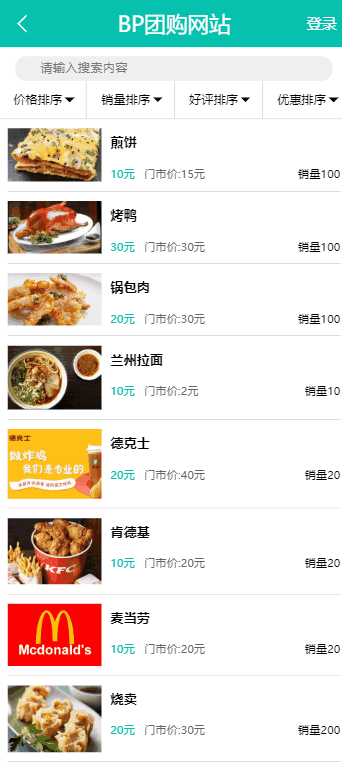 BP团购网站 登录
请输入搜索内容
价格排序 销量排序 好评排序 优惠排序
煎饼
10元 门市价:15元 销量100
烤鸭
30元 门市价:30元 销量100
锅包肉
20元 门市价:30元 销量100
兰州拉面
10元 门市价:2元 销量10
德克士
做炸鸡
我们是专业的
德克士
20元 门市价:40元 销量20
KFC
肯德基
10元 门市价:20元 销量20
McDonald's
麦当劳
10元 门市价:20元 销量20
烧卖
20元 门市价:30元 销量200